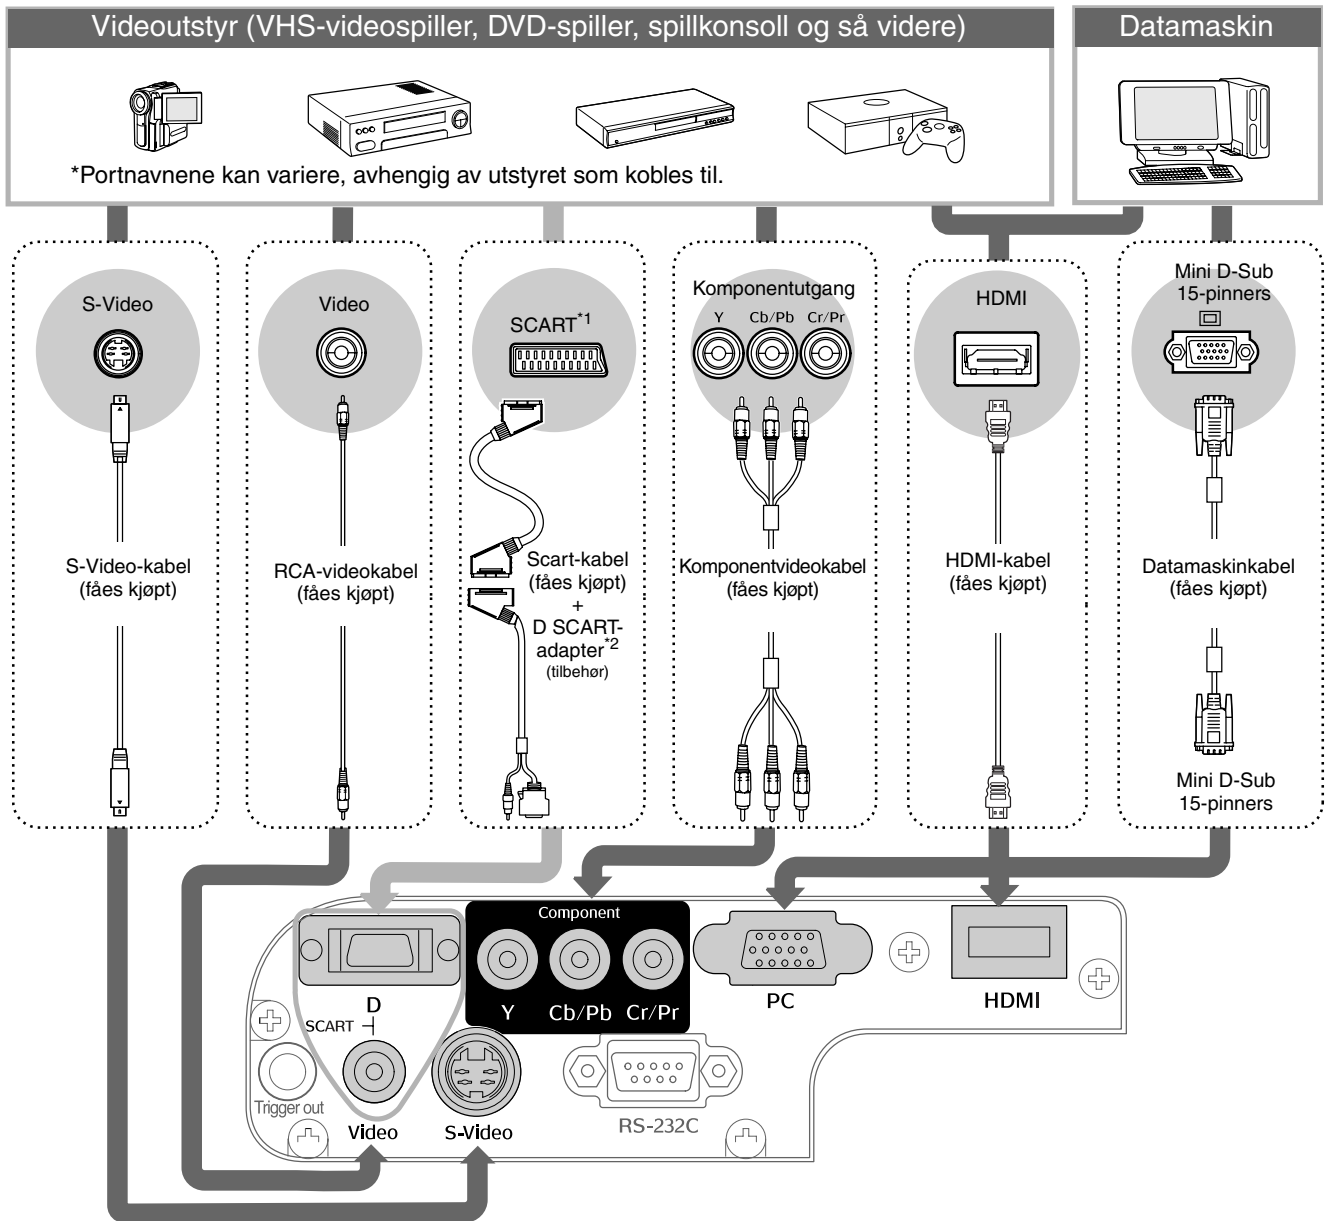 Videoutstyr (VHS-videospiller, DVD-spiller, spillkonsoll og så videre)
Datamaskin
*Portnavnene kan variere, avhengig av utstyret som kobles til.
S-Video
Video
SCART*1
Komponentutgang
Y Cb/Pb Cr/Pr
HDMI
Mini D-Sub
15-pinners
S-Video-kabel
(fåes kjøpt)
RCA-videokabel
(fåes kjøpt)
Scart-kabel
(fåes kjøpt)
+
D SCART-
adapter*2
(tilbehør)
Komponentvideokabel
(fåes kjøpt)
HDMI-kabel
(fåes kjøpt)
Datamaskinkabel
(fåes kjøpt)
Mini D-Sub
15-pinners
Component
Y Cb/Pb Cr/Pr
PC
HDMI
D
SCART
Trigger out
Video
S-Video
RS-232C